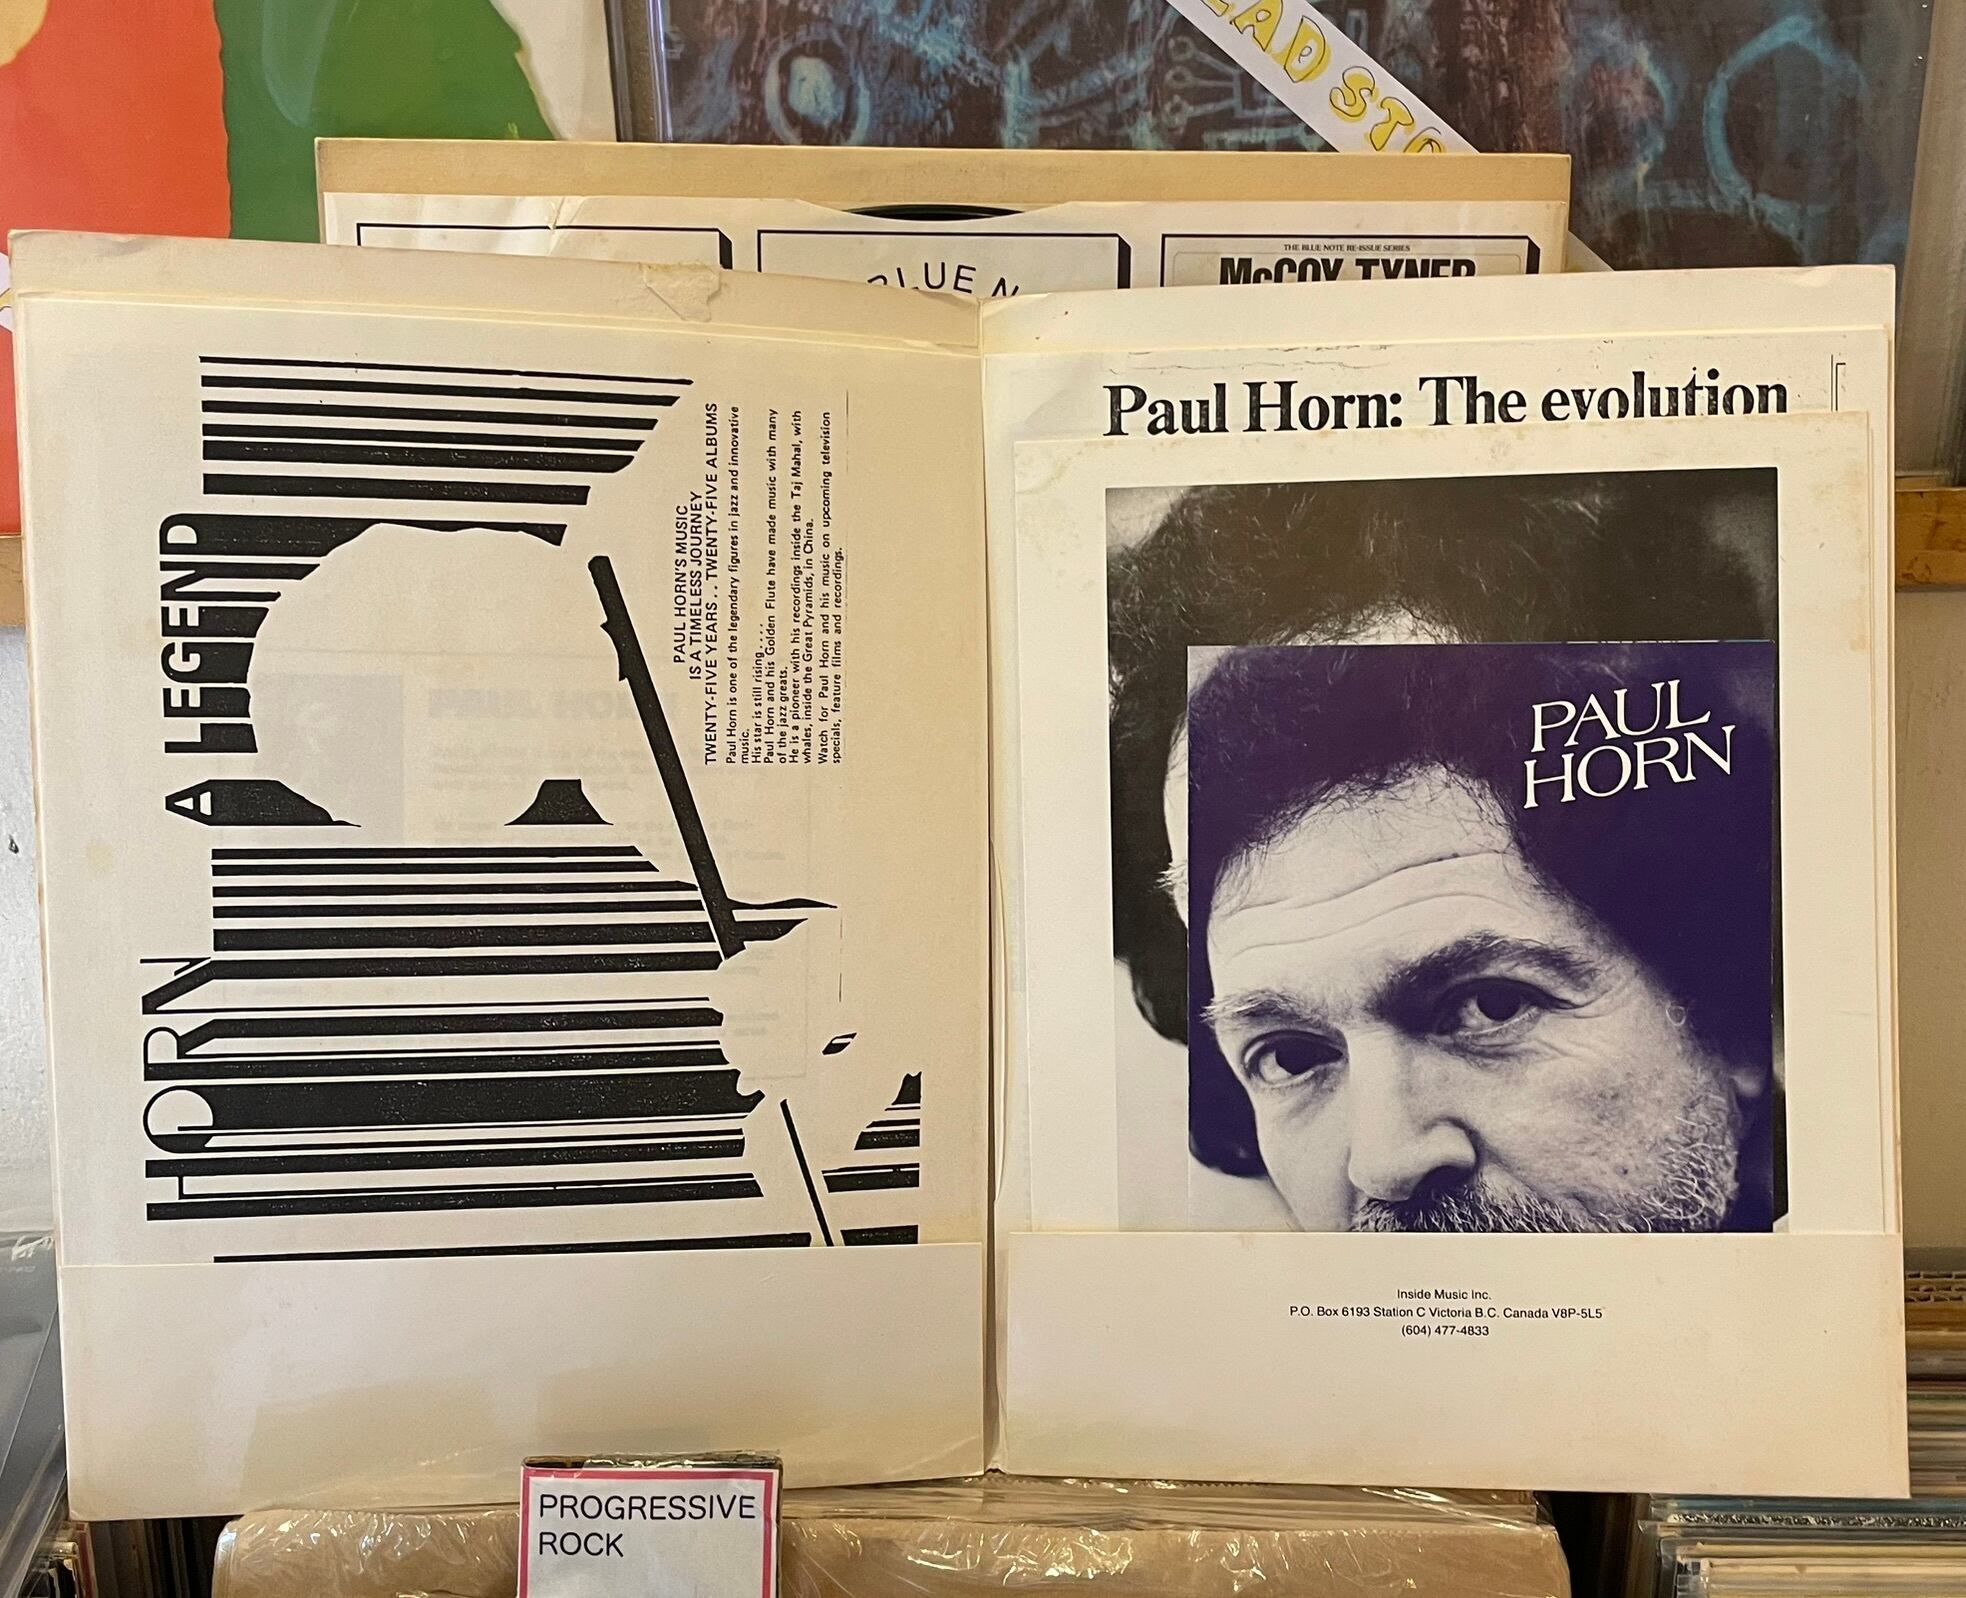 EAD STO
BLUE N
THE BLUE NOTE RE-ISSUE SERIES
McCOY TYNER
HORN A LEGEND
PAUL HORN'S MUSIC
IS A TIMELESS JOURNEY
TWENTY-FIVE YEARS . . TWENTY-FIVE ALBUMS
Paul Horn is one of the legendary figures in jazz and innovative
music.
His star is still rising . . . .
Paul Horn and his Golden Flute have made music with many
of the jazz greats.
He is a pioneer with his recordings inside the Taj Mahal, with
whales, inside the Great Pyramids, in China.
Watch for Paul Horn and his music on upcoming television
specials, feature films and recordings.
Paul Horn: The evolution
PAUL
HORN
Inside Music Inc.
P.O. Box 6193 Station C Victoria B.C. Canada V8P-5L5
(604) 477-4833
PROGRESSIVE
ROCK